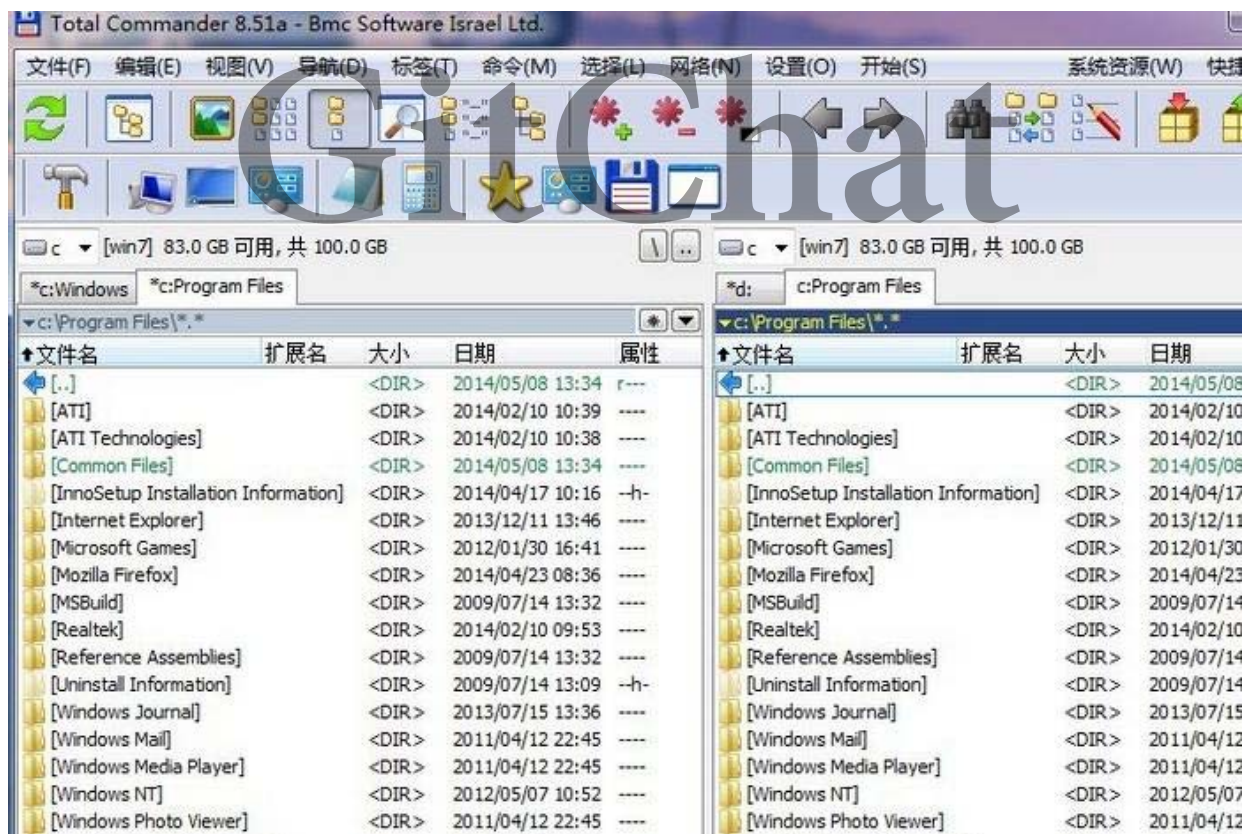 Total Commander 8.51a - Bmc Software Israel Ltd.
文件(F) 编辑(E) 视图(V) 导航(D) 标签(T) 命令(M) 选择(L) 网络(N) 设置(O) 开始(S) 系统资源(W) 快捷
GitChat
c [win7] 83.0 GB 可用, 共 100.0 GB \ .. c [win7] 83.0 GB 可用, 共 100.0 GB
*c:Windows *c:Program Files *d: c:Program Files
c:\Program Files\*.* * c:\Program Files\*.*
文件名 扩展名 大小 日期 属性 文件名 扩展名 大小 日期
[..] <DIR> 2014/05/08 13:34 r--- [..] <DIR> 2014/05/08
[ATI] <DIR> 2014/02/10 10:39 ---- [ATI] <DIR> 2014/02/10
[ATI Technologies] <DIR> 2014/02/10 10:38 ---- [ATI Technologies] <DIR> 2014/02/10
[Common Files] <DIR> 2014/05/08 13:34 ---- [Common Files] <DIR> 2014/05/08
[InnoSetup Installation Information] <DIR> 2014/04/17 10:16 --h- [InnoSetup Installation Information] <DIR> 2014/04/17
[Internet Explorer] <DIR> 2013/12/11 13:46 ---- [Internet Explorer] <DIR> 2013/12/11
[Microsoft Games] <DIR> 2012/01/30 16:41 ---- [Microsoft Games] <DIR> 2012/01/30
[Mozilla Firefox] <DIR> 2014/04/23 08:36 ---- [Mozilla Firefox] <DIR> 2014/04/23
[MSBuild] <DIR> 2009/07/14 13:32 ---- [MSBuild] <DIR> 2009/07/14
[Realtek] <DIR> 2014/02/10 09:53 ---- [Realtek] <DIR> 2014/02/10
[Reference Assemblies] <DIR> 2009/07/14 13:32 ---- [Reference Assemblies] <DIR> 2009/07/14
[Uninstall Information] <DIR> 2009/07/14 13:09 --h- [Uninstall Information] <DIR> 2009/07/14
[Windows Journal] <DIR> 2013/07/15 13:36 ---- [Windows Journal] <DIR> 2013/07/15
[Windows Mail] <DIR> 2011/04/12 22:45 ---- [Windows Mail] <DIR> 2011/04/12
[Windows Media Player] <DIR> 2011/04/12 22:45 ---- [Windows Media Player] <DIR> 2011/04/12
[Windows NT] <DIR> 2012/05/07 10:52 ---- [Windows NT] <DIR> 2012/05/07
[Windows Photo Viewer] <DIR> 2011/04/12 22:45 ---- [Windows Photo Viewer] <DIR> 2011/04/12